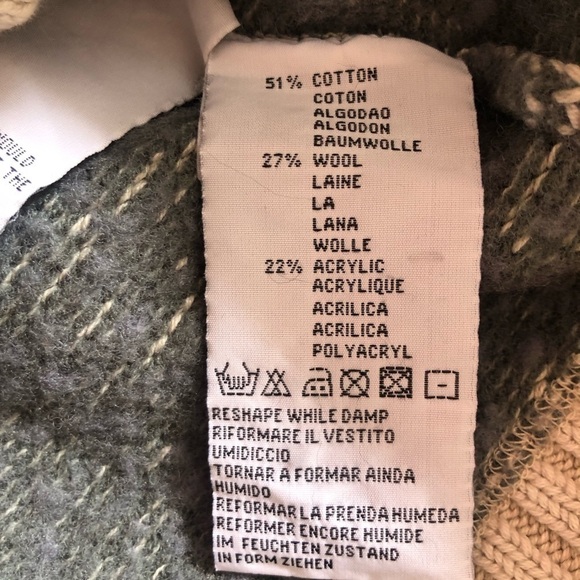 OULD
THE
51% COTTON
COTON
ALGODAO
ALGODON
BAUMWOLLE
27% WOOL
LAINE
LA
LANA
WOLLE
22% ACRYLIC
ACRYLIQUE
ACRILICA
ACRILICA
POLYACRYL
RESHAPE WHILE DAMP
RIFORMARE IL VESTITO
UMIDICCIO
TORNAR A FORMAR AINDA
HUMIDO
REFORMAR LA PRENDA HUMEDA
REFORMER ENCORE HUMIDE
IM FEUCHTEN ZUSTAND
IN FORM ZIEHEN